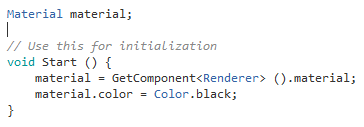 Material material;

// Use this for initialization
void Start () {
    material = GetComponent<Renderer> ().material;
    material.color = Color.black;
}